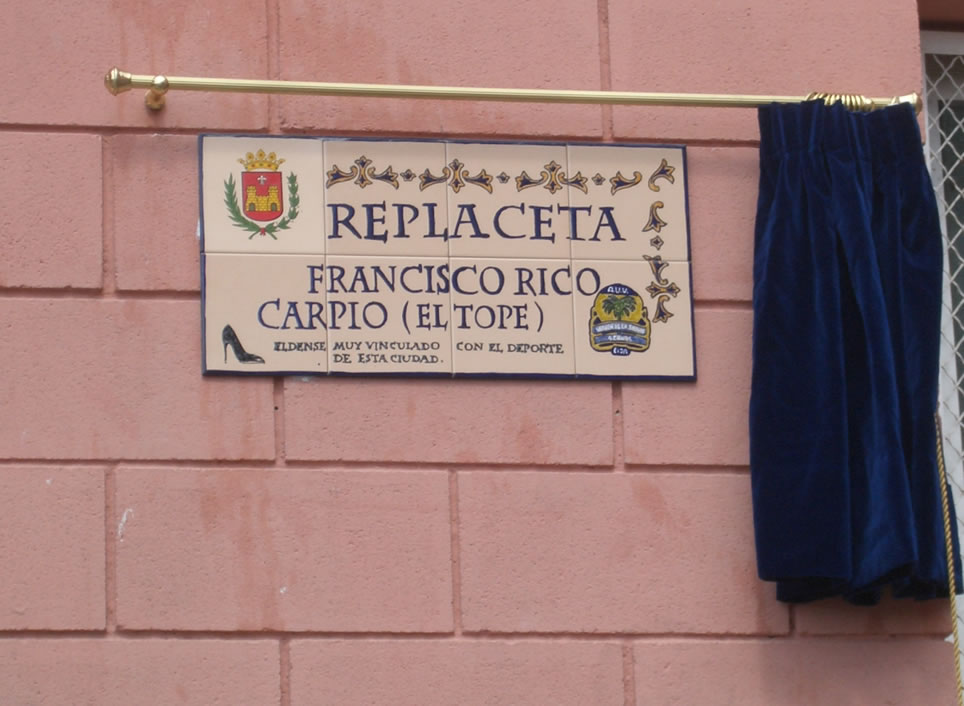 REPLACETA
FRANCISCO RICO
CARPIO (EL TOPE)
ELDENSE MUY VINCULADO CON EL DEPORTE
DE ESTA CIUDAD.
A.U.V.